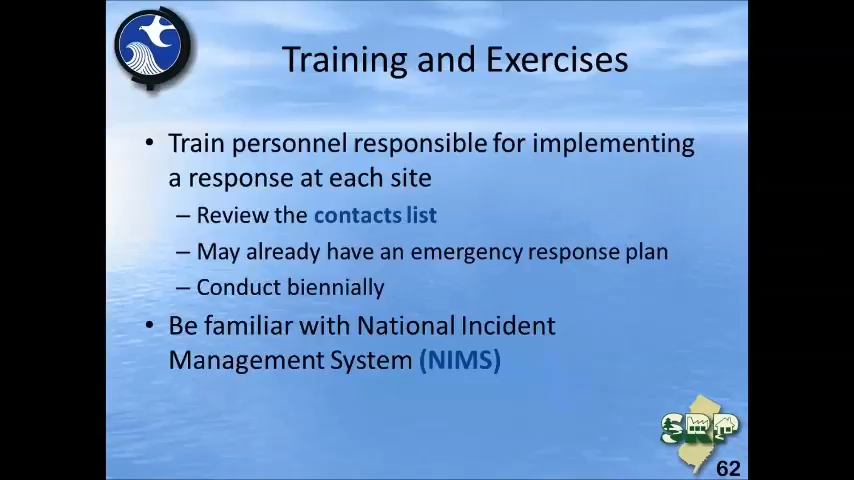 Training and Exercises
• Train personnel responsible for implementing
a response at each site
– Review the contacts list
– May already have an emergency response plan
– Conduct biennially
• Be familiar with National Incident
Management System (NIMS)
SRP
62